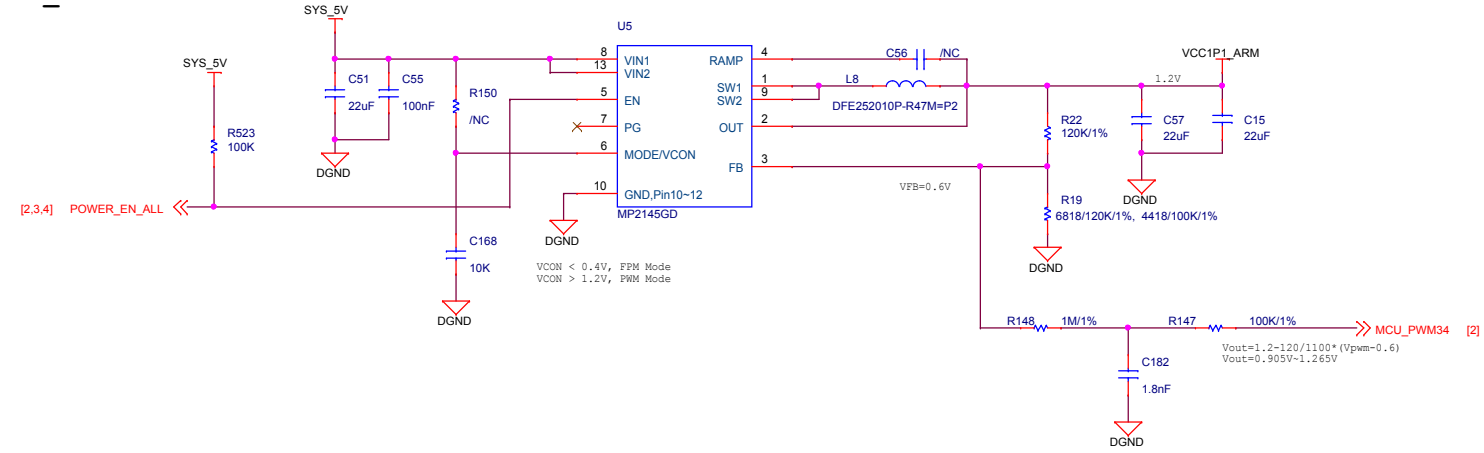 SYS_5V
U5
SYS_5V
C51
22uF
C55
100nF
R150
/NC
R523
100K
DGND
8
VIN1
13
VIN2
5
EN
7
PG
6
MODE/VCON
10
GND,Pin10~12
MP2145GD
RAMP
4
SW1
1
SW2
9
OUT
2
FB
3
C56
/NC
L8
DFE252010P-R47M=P2
VCC1P1_ARM
1.2V
R22
120K/1%
C57
22uF
C15
22uF
DGND
VFB=0.6V
R19
6818/120K/1%, 4418/100K/1%
DGND
[2,3,4] POWER_EN_ALL
DGND
C168
10K
DGND
VCON < 0.4V, FPM Mode
VCON > 1.2V, PWM Mode
R148
1M/1%
R147
100K/1%
MCU_PWM34 [2]
Vout=1.2-120/1100*(Vpwm-0.6)
Vout=0.905V~1.265V
C182
1.8nF
DGND